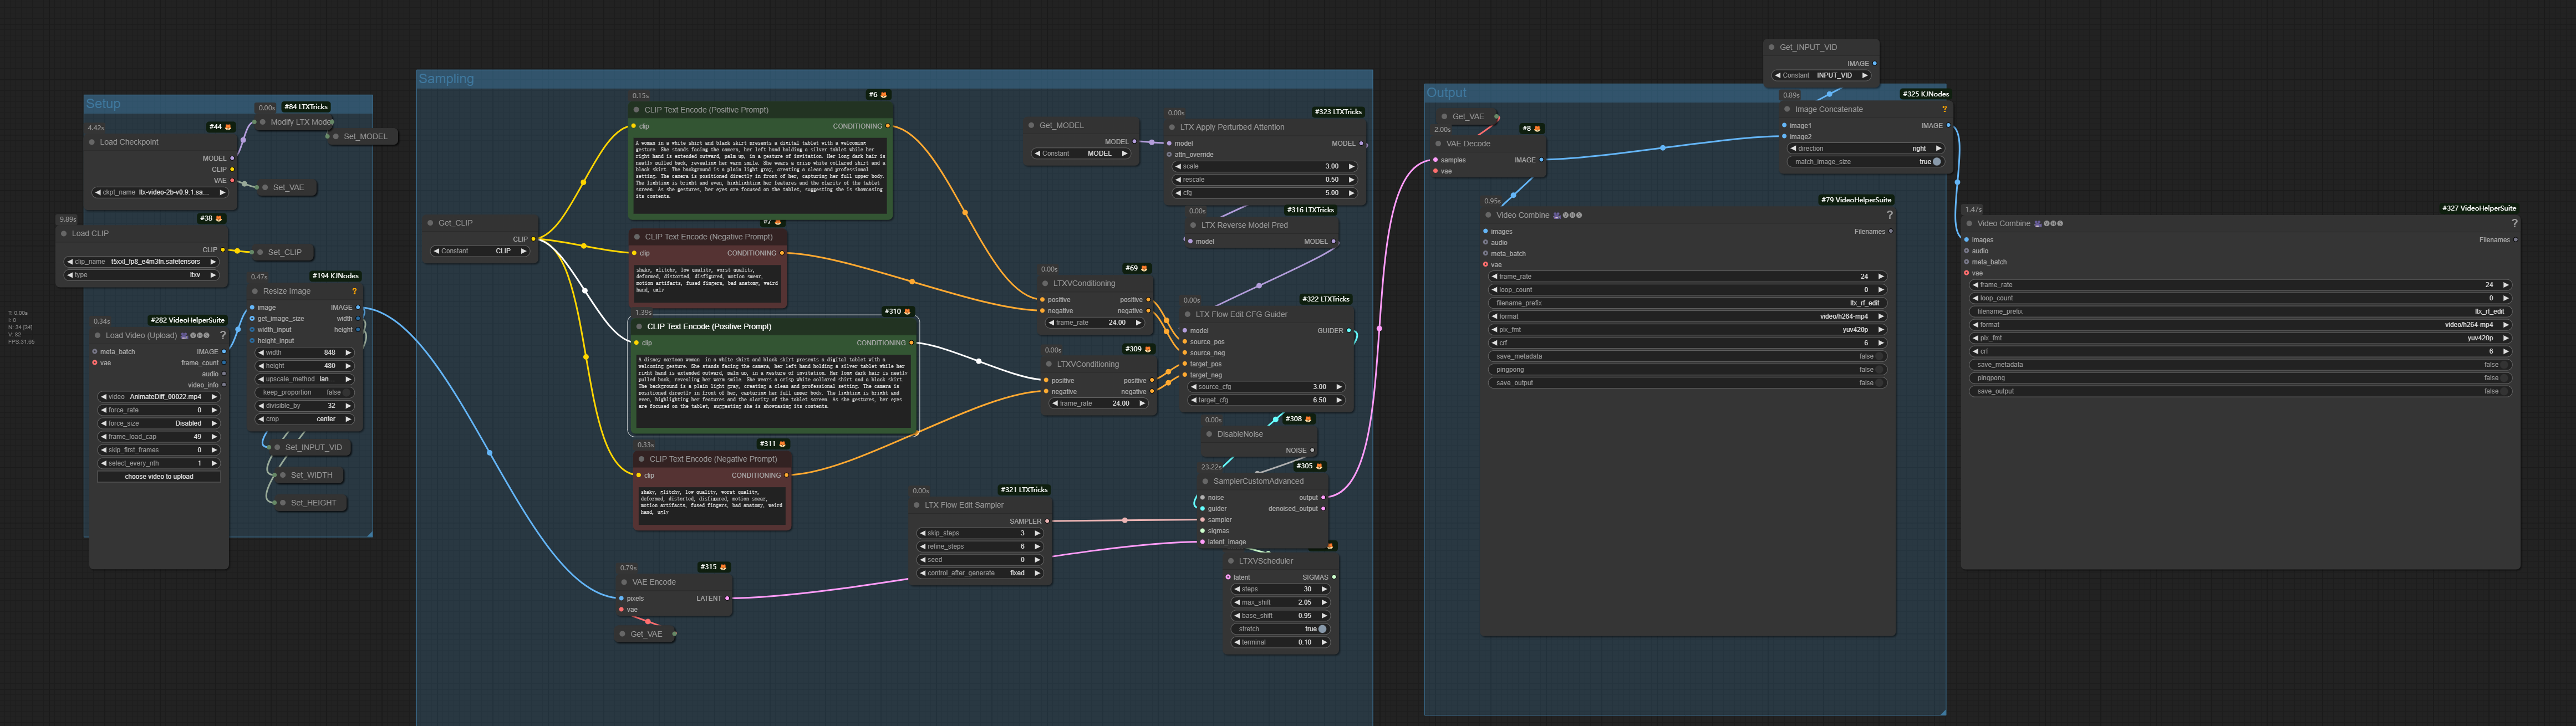 Setup
0.00s
#84 LTXTricks
Modify LTX Mode
Set_MODEL
4.42s
#44
Load Checkpoint
MODEL
CLIP
VAE
ckpt_name ltx-video-2b-v0.9.1.sa...
Set_VAE
9.89s
#38
Load CLIP
CLIP
Set_CLIP
clip_name t5xxl_fp8_e4m3fn.safetensors
type ltxv
0.47s
#194 KJNodes
Resize Image
?
image
IMAGE
get_image_size
width
width_input
height
height_input
width 848
height 480
upscale_method lan...
keep_proportion false
divisible_by 32
crop center
T: 0.00s
I: 0
N: 34 [34]
V: 82
FPS:31.65
0.34s
#282 VideoHelperSuite
Load Video (Upload)
?
meta_batch
IMAGE
vae
frame_count
audio
video_info
video AnimateDiff_00022.mp4
force_rate 0
force_size Disabled
frame_load_cap 49
skip_first_frames 0
select_every_nth 1
choose video to upload
Set_INPUT_VID
Set_WIDTH
Set_HEIGHT
Sampling
Get_CLIP
CLIP
Constant CLIP
0.15s
#6
CLIP Text Encode (Positive Prompt)
clip
CONDITIONING
A woman in a white shirt and black skirt presents a digital tablet with a welcoming
gesture. She stands facing the camera, her left hand holding a silver tablet while her
right hand is extended outward, palm up, in a gesture of invitation. Her long dark hair is
neatly pulled back, revealing her warm smile. She wears a crisp white collared shirt and a
black skirt. The background is a plain light gray, creating a clean and professional
setting. The camera is positioned directly in front of her, capturing her full upper body.
The lighting is bright and even, highlighting her features and the clarity of the tablet
screen. As she gestures, her eyes are focused on the tablet, suggesting she is showcasing
its contents.
#7
CLIP Text Encode (Negative Prompt)
clip
CONDITIONING
shaky, glitchy, low quality, worst quality,
deformed, distorted, disfigured, motion smear,
motion artifacts, fused fingers, bad anatomy, weird
hand, ugly
1.39s
#310
CLIP Text Encode (Positive Prompt)
clip
CONDITIONING
A disney cartoon woman in a white shirt and black skirt presents a digital tablet with a
welcoming gesture. She stands facing the camera, her left hand holding a silver tablet while her
right hand is extended outward, palm up, in a gesture of invitation. Her long dark hair is neatly
pulled back, revealing her warm smile. She wears a crisp white collared shirt and a black skirt.
The background is a plain light gray, creating a clean and professional setting. The camera is
positioned directly in front of her, capturing her full upper body. The lighting is bright and
even, highlighting her features and the clarity of the tablet screen. As she gestures, her eyes
are focused on the tablet, suggesting she is showcasing its contents.
0.33s
#311
CLIP Text Encode (Negative Prompt)
clip
CONDITIONING
shaky, glitchy, low quality, worst quality,
deformed, distorted, disfigured, motion smear,
motion artifacts, fused fingers, bad anatomy, weird
hand, ugly
0.79s
#315
VAE Encode
pixels
LATENT
vae
Get_VAE
0.00s
#321 LTXTricks
LTX Flow Edit Sampler
SAMPLER
skip_steps 3
refine_steps 6
seed 0
control_after_generate fixed
Get_MODEL
MODEL
Constant MODEL
0.00s
#323 LTXTricks
LTX Apply Perturbed Attention
model
MODEL
attn_override
scale 3.00
rescale 0.50
cfg 5.00
0.00s
#316 LTXTricks
LTX Reverse Model Pred
model
MODEL
0.00s
#69
LTXVConditioning
positive
positive
negative
negative
frame_rate 24.00
0.00s
#309
LTXVConditioning
positive
positive
negative
negative
frame_rate 24.00
0.00s
#322 LTXTricks
LTX Flow Edit CFG Guider
model
GUIDER
source_pos
source_neg
target_pos
target_neg
source_cfg 3.00
target_cfg 6.50
0.00s
#308
DisableNoise
NOISE
23.22s
#305
SamplerCustomAdvanced
noise
output
guider
denoised_output
sampler
sigmas
latent_image
LTXVScheduler
latent
SIGMAS
steps 30
max_shift 2.05
base_shift 0.95
stretch true
terminal 0.10
Output
Get_VAE
2.00s
#8
VAE Decode
samples
IMAGE
vae
Get_INPUT_VID
IMAGE
Constant INPUT_VID
0.89s
#325 KJNodes
Image Concatenate
?
image1
IMAGE
image2
direction right
match_image_size true
0.95s
#79 VideoHelperSuite
Video Combine
?
images
Filenames
audio
meta_batch
vae
frame_rate 24
loop_count 0
filename_prefix ltx_rf_edit
format video/h264-mp4
pix_fmt yuv420p
crf 6
save_metadata false
pingpong false
save_output false
1.47s
#327 VideoHelperSuite
Video Combine
?
images
Filenames
audio
meta_batch
vae
frame_rate 24
loop_count 0
filename_prefix ltx_rf_edit
format video/h264-mp4
pix_fmt yuv420p
crf 6
save_metadata false
pingpong false
save_output false